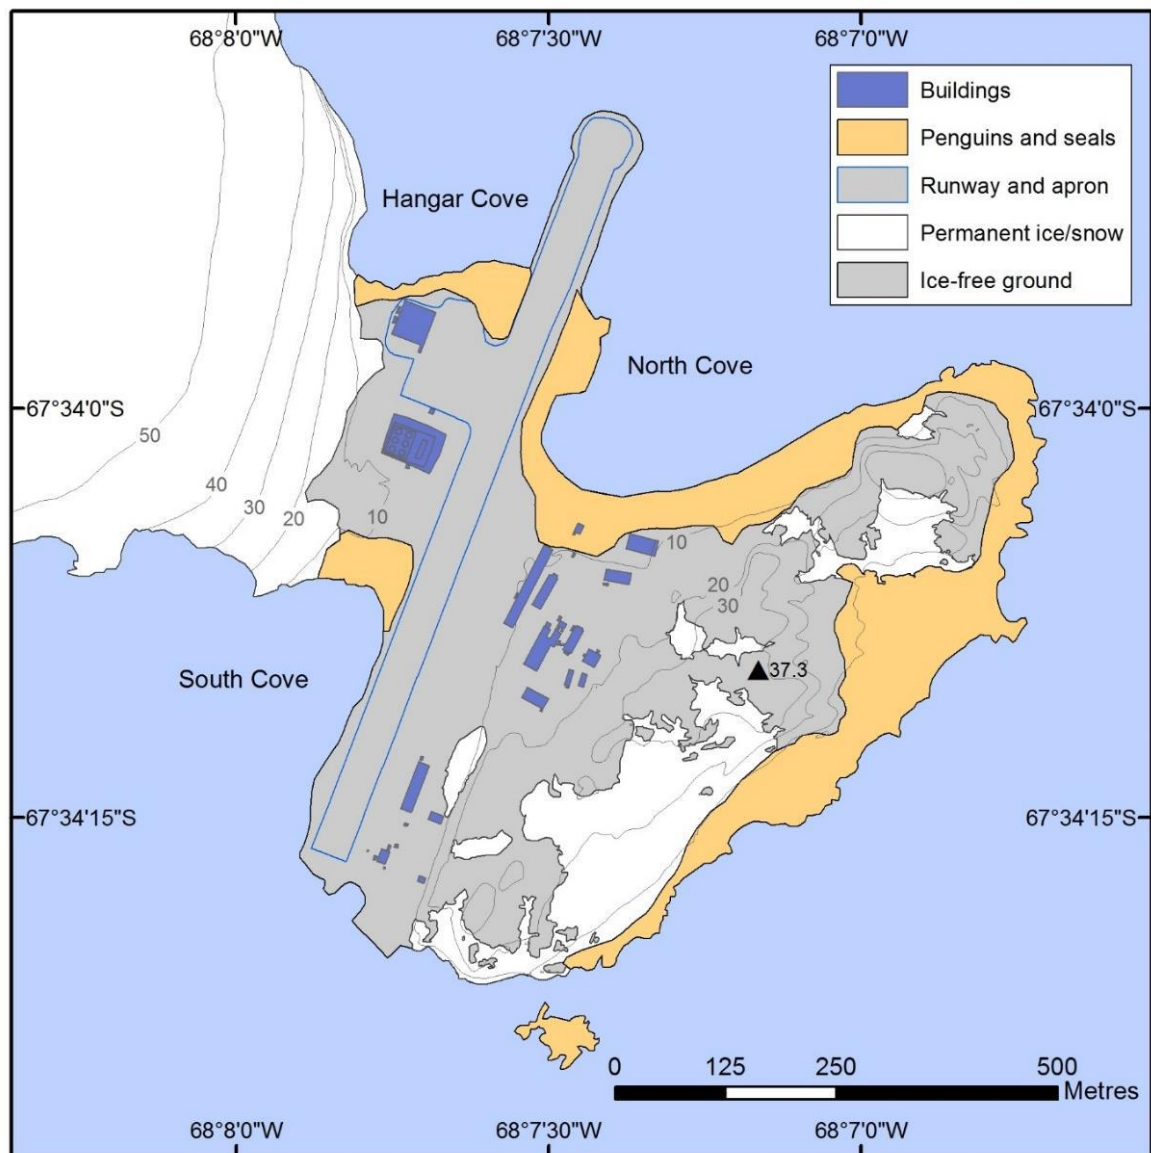 68°8'0"W 68°7'30"W 68°7'0"W
Buildings
Penguins and seals
Runway and apron
Permanent ice/snow
Ice-free ground
Hangar Cove
North Cove
67°34'0"S 67°34'0"S
50
40
30
20
10
10
20
30
37.3
South Cove
67°34'15"S 67°34'15"S
0 125 250 500
Metres
68°8'0"W 68°7'30"W 68°7'0"W